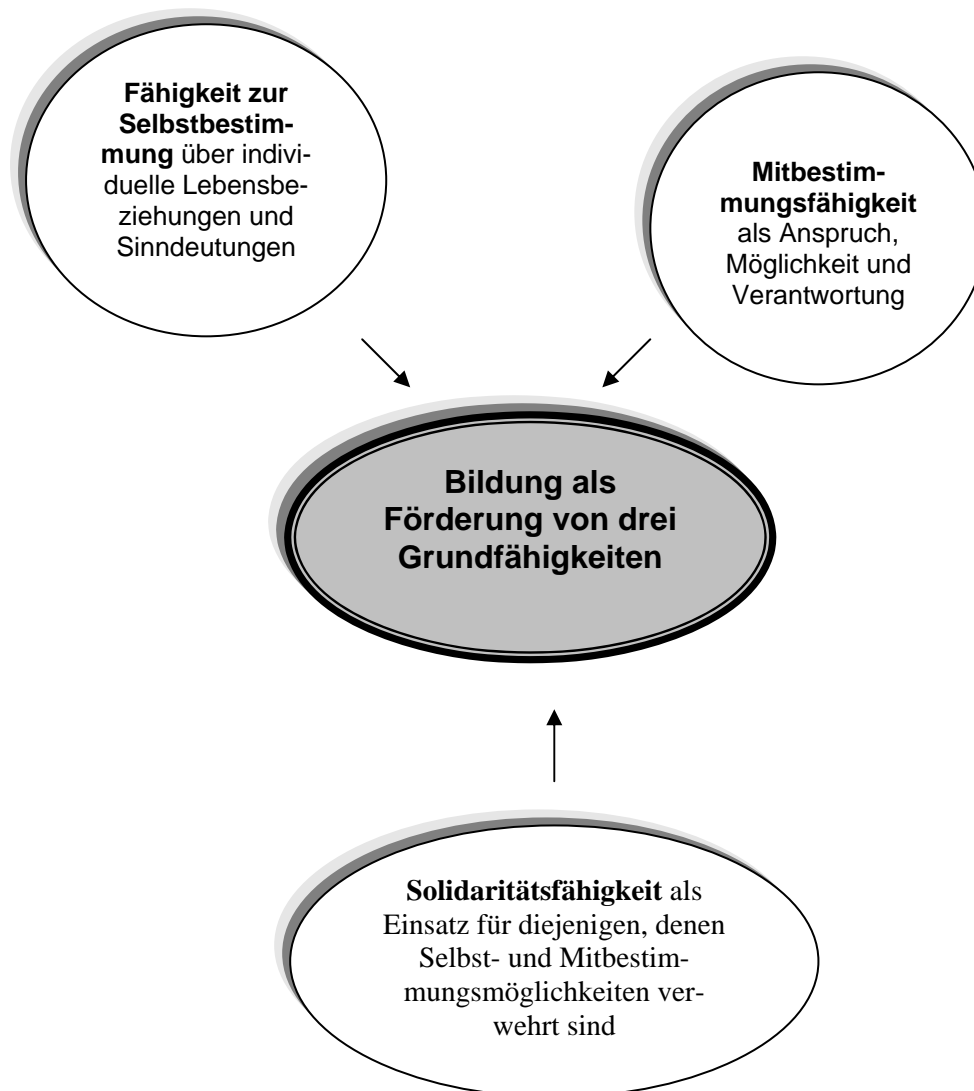 Fähigkeit zur
Selbstbestim-
mung über indivi-
duelle Lebensbe-
ziehungen und
Sinndeutungen
Mitbestim-
mungsfähigkeit
als Anspruch,
Möglichkeit und
Verantwortung
Bildung als
Förderung von drei
Grundfähigkeiten
Solidaritätsfähigkeit als
Einsatz für diejenigen, denen
Selbst- und Mitbestim-
mungsmöglichkeiten ver-
wehrt sind